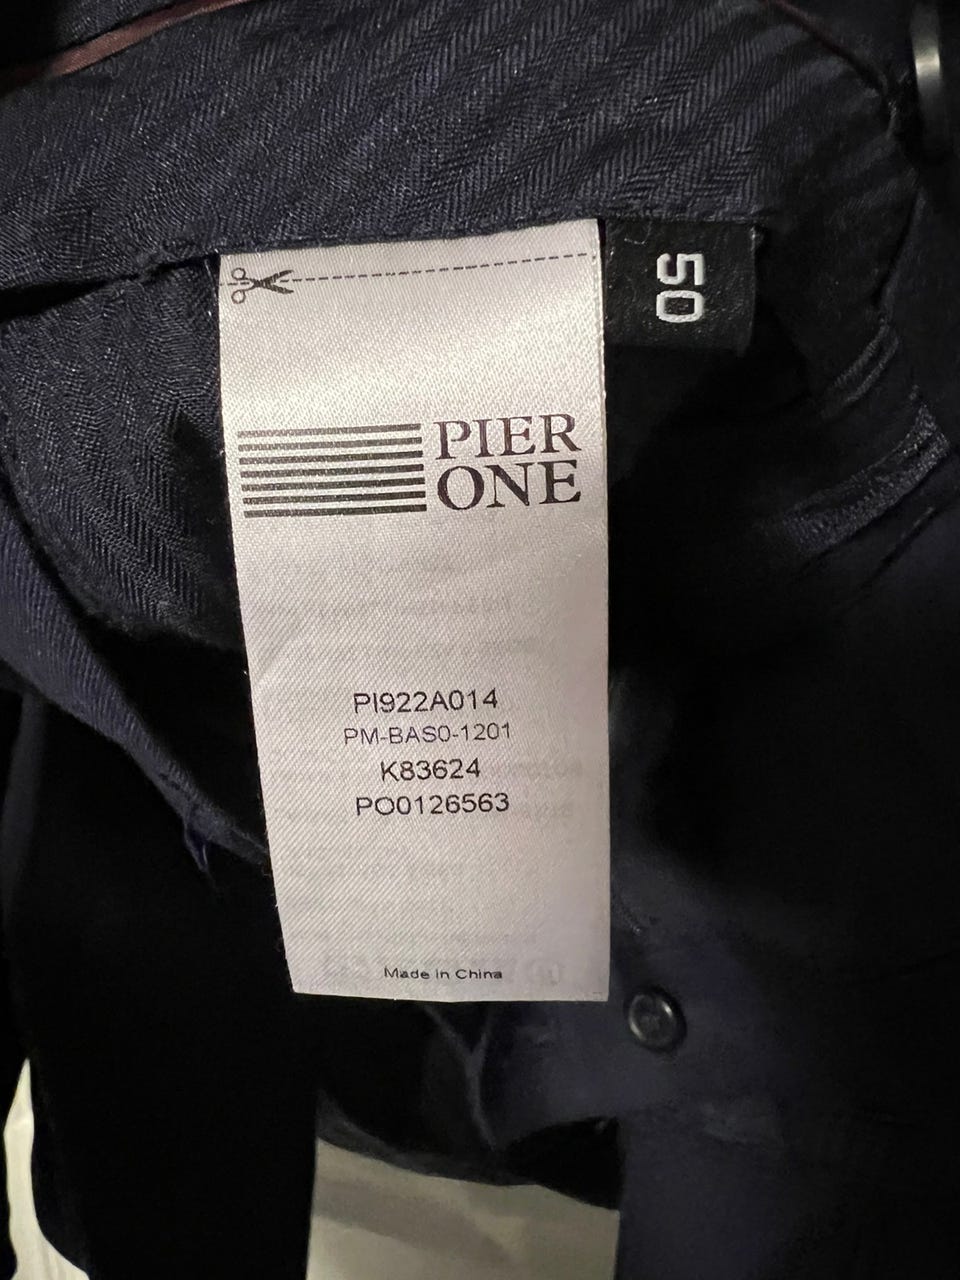 50
PIER
ONE
PI922A014
PM-BAS0-1201
K83624
PO0126563
Made in China